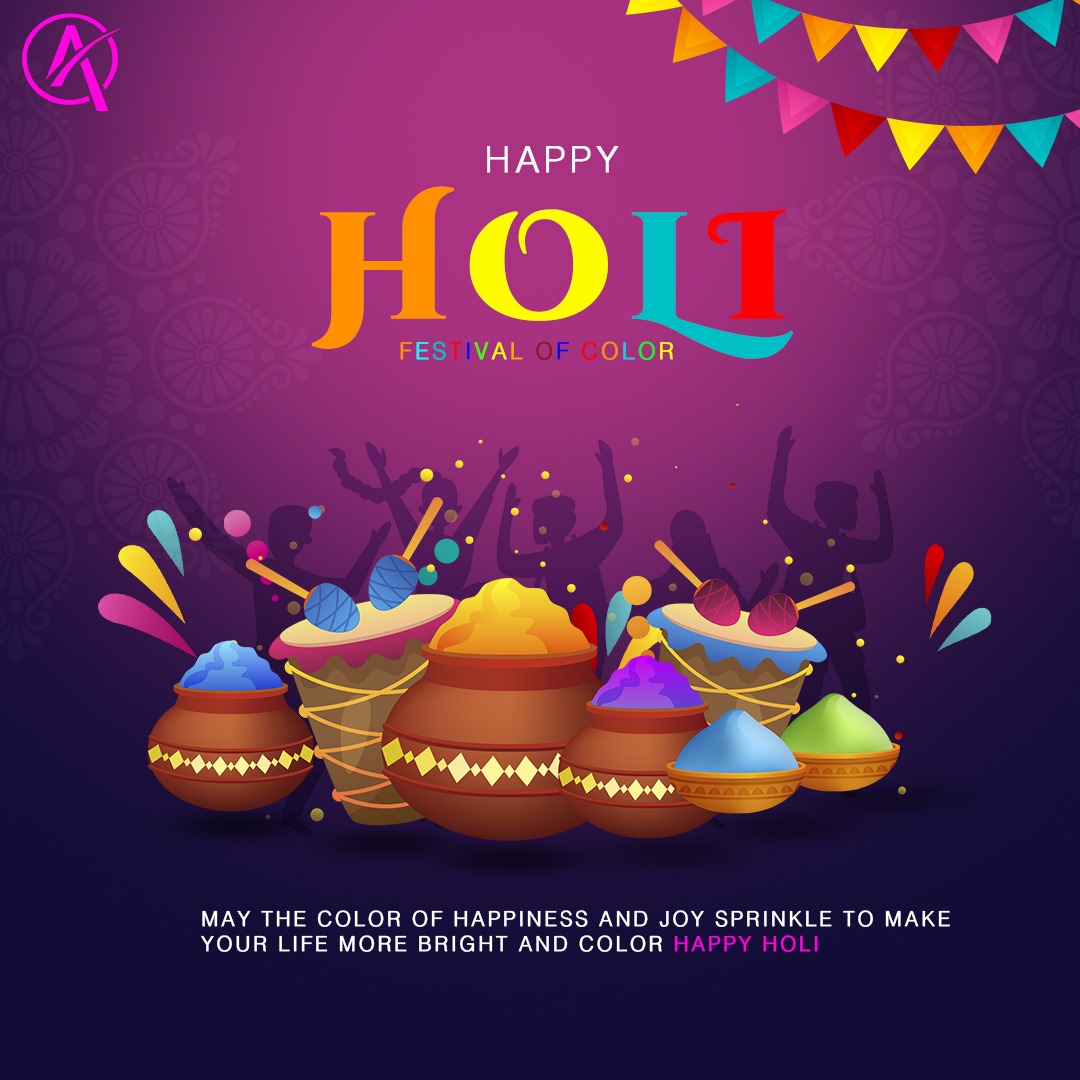 HAPPY
HOLI
FESTIVAL OF COLOR
MAY THE COLOR OF HAPPINESS AND JOY SPRINKLE TO MAKE
YOUR LIFE MORE BRIGHT AND COLOR HAPPY HOLI